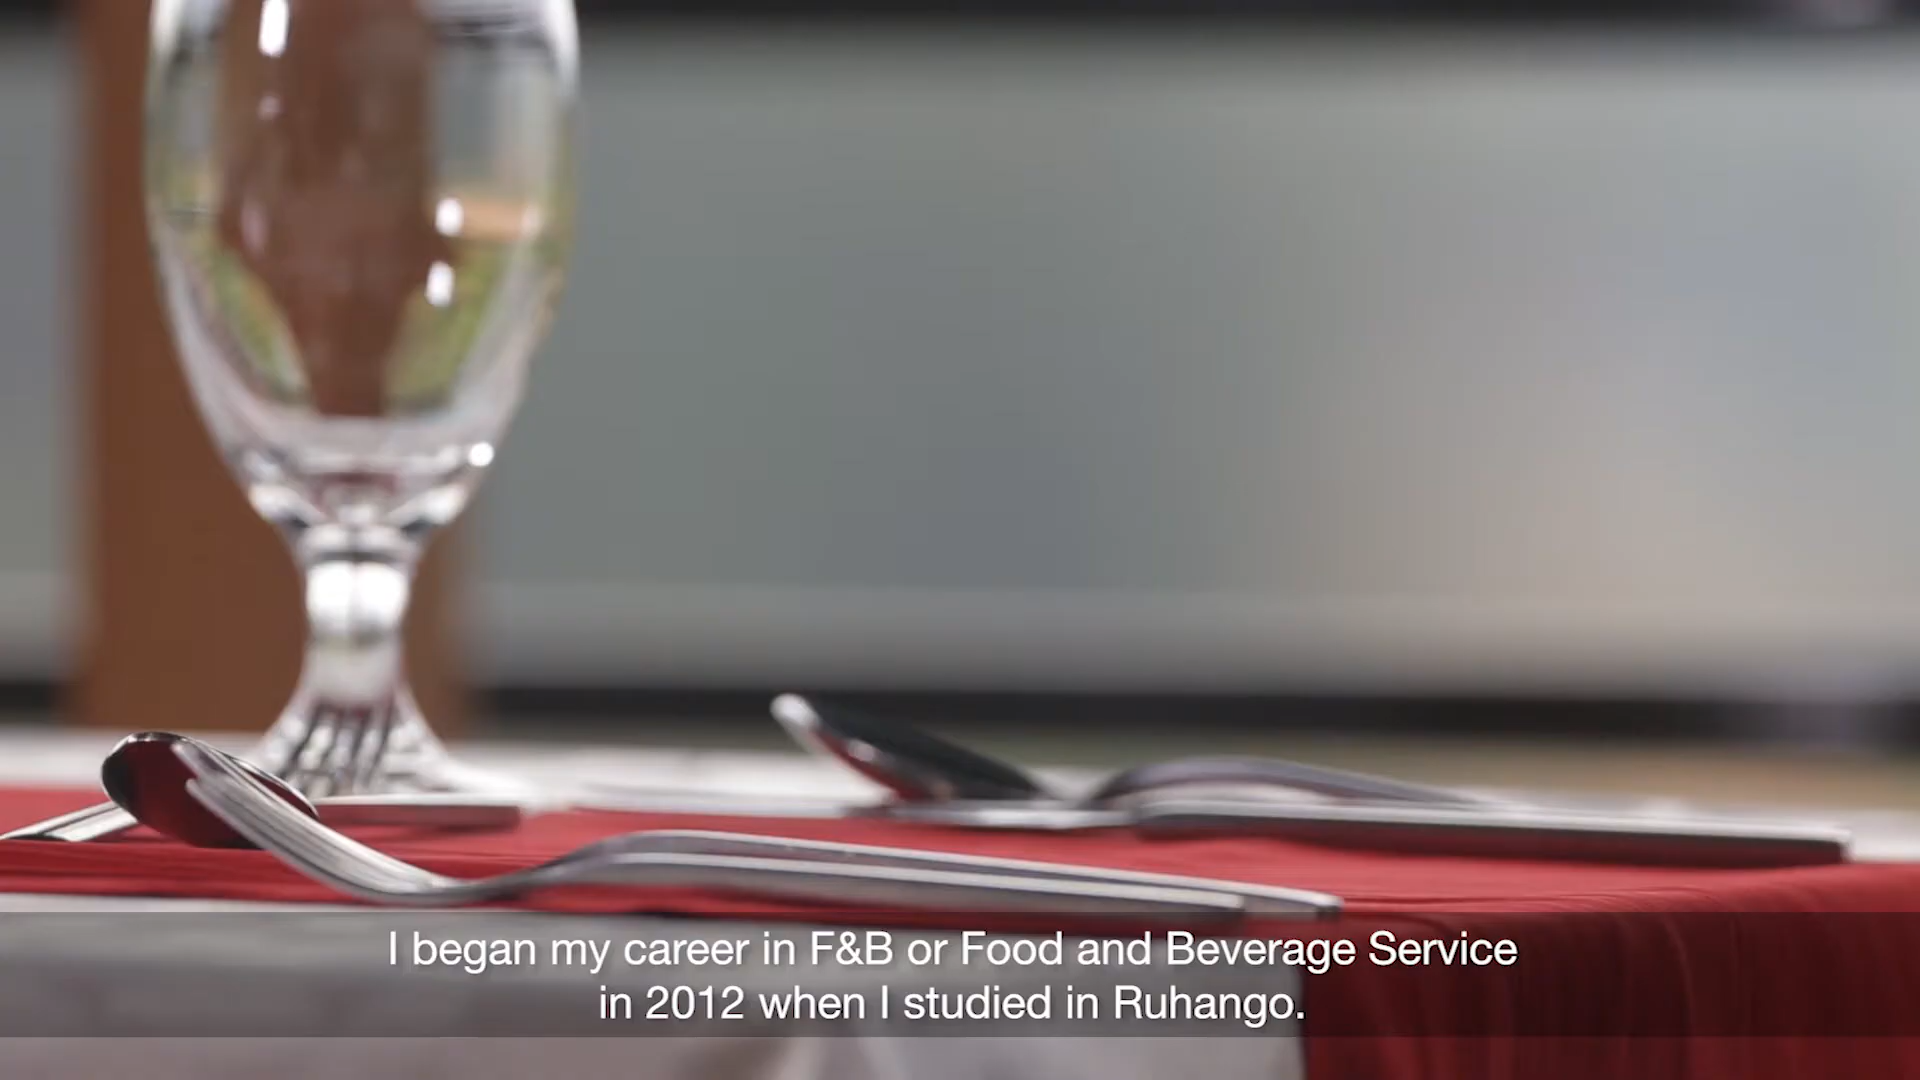 I began my career in F&B or Food and Beverage Service
in 2012 when I studied in Ruhango.